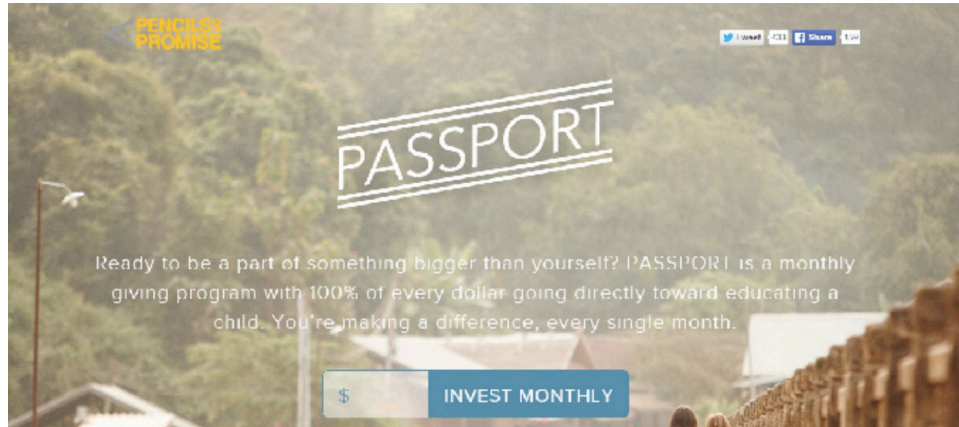 PENCILS OF
PROMISE
Tweet
Share
PASSPORT
Ready to be a part of something bigger than yourself? PASSPORT is a monthly
giving program with 100% of every dollar going directly toward educating a
child. You're making a difference, every single month.
$ INVEST MONTHLY